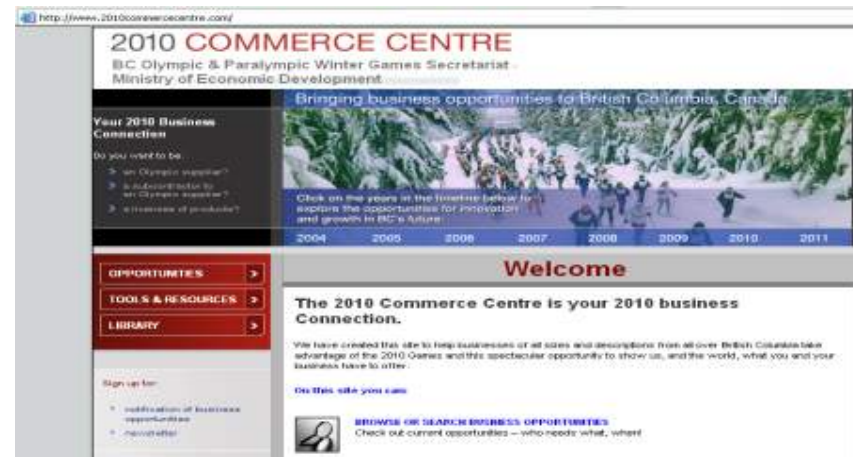 http://www.2010commercecentre.com/
2010 COMMERCE CENTRE
BC Olympic & Paralympic Winter Games Secretariat
Ministry of Economic Development
Bringing business opportunities to British Columbia, Canada
Your 2010 Business
Connection
Do you want to be:
an Olympic supplier?
a subcontractor to
an Olympic supplier?
a licensee of products?
Click on the years in the timeline below to
explore the opportunities for innovation
and growth in BC's future.
2004 2005 2006 2007 2008 2009 2010 2011
OPPORTUNITIES
TOOLS & RESOURCES
LIBRARY
Sign up for:
notification of business
opportunities
newsletter
Welcome
The 2010 Commerce Centre is your 2010 business
Connection.
We have created this site to help businesses of all sizes and descriptions from all over British Columbia take
advantage of the 2010 Games and this spectacular opportunity to show us, and the world, what you and your
business have to offer.
On this site you can:
BROWSE OR SEARCH BUSINESS OPPORTUNITIES
Check out current opportunities – who needs what, when!